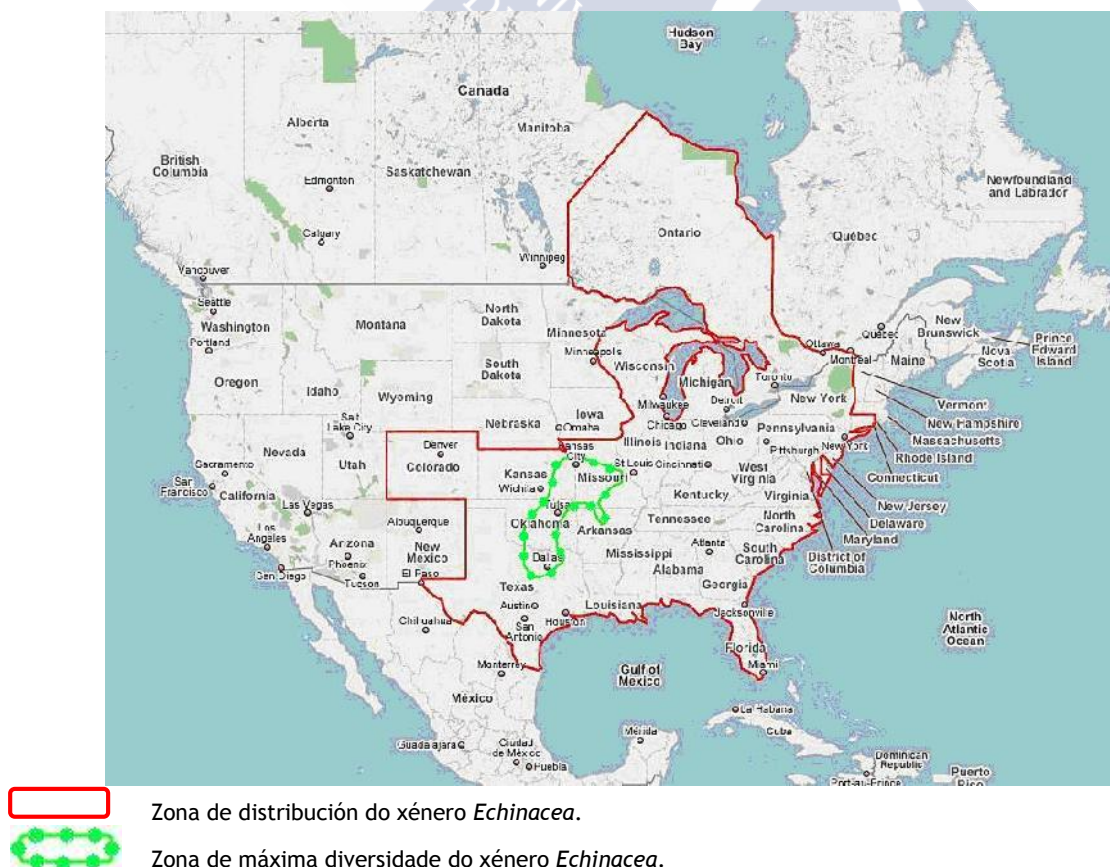 Hudson
Bay
Canada
Alberta
Manitoba
British
Columbia
Saskatchewan
Edmonton
Newfoundland
and Labrador
Calgary
Ontario
Quebec
Winnipeg
Vancouver
Seattle
Washington
Portland
Montana
North
Dakota
Minnesota
Minneapolis
Ottawa
Québec
Montréal
New
Brunswick
Maine
Nova
Scotia
Prince
Edward
Island
Oregon
Idaho
Wyoming
South
Dakota
Wisconsin
Michigan
Toronto
New York
Vermont
New Hampshire
Massachusetts
Rhode Island
Connecticut
Milwaukee
Detroit
Iowa
Chicago
Cleveland
Pennsylvania
Nebraska
Omaha
Illinois
Indiana
Ohio
Pittsburgh
New York
Salt
Lake City
Nevada
Utah
Denver
Colorado
Kansas
City
Kansas
Wichita
Missouri
St Louis
Cincinnati
West
Virginia
Virginia
New Jersey
Delaware
Maryland
District of
Columbia
Sacramento
San
Francisco
California
Las Vegas
Kentucky
Tulsa
Oklahoma
Arkansas
Tennessee
North
Carolina
Los
Angeles
Arizona
Phoenix
Albuquerque
New
Mexico
San Diego
Tucson
El Paso
Dallas
Texas
Mississippi
Alabama
Atlanta
South
Carolina
Georgia
Austin
San
Antonio
Houston
Louisiana
Jacksonville
Florida
Miami
Chihuahua
Monterrey
México
Gulf of
Mexico
North
Atlantic
Ocean
La Habana
Cuba
Mérida
Guadalajara
Ciudad
de México
Puebla
Dominican
Republic
Port-au-Prince
Puerto
Rico
Zona de distribución do xénero Echinacea.
Zona de máxima diversidade do xénero Echinacea.